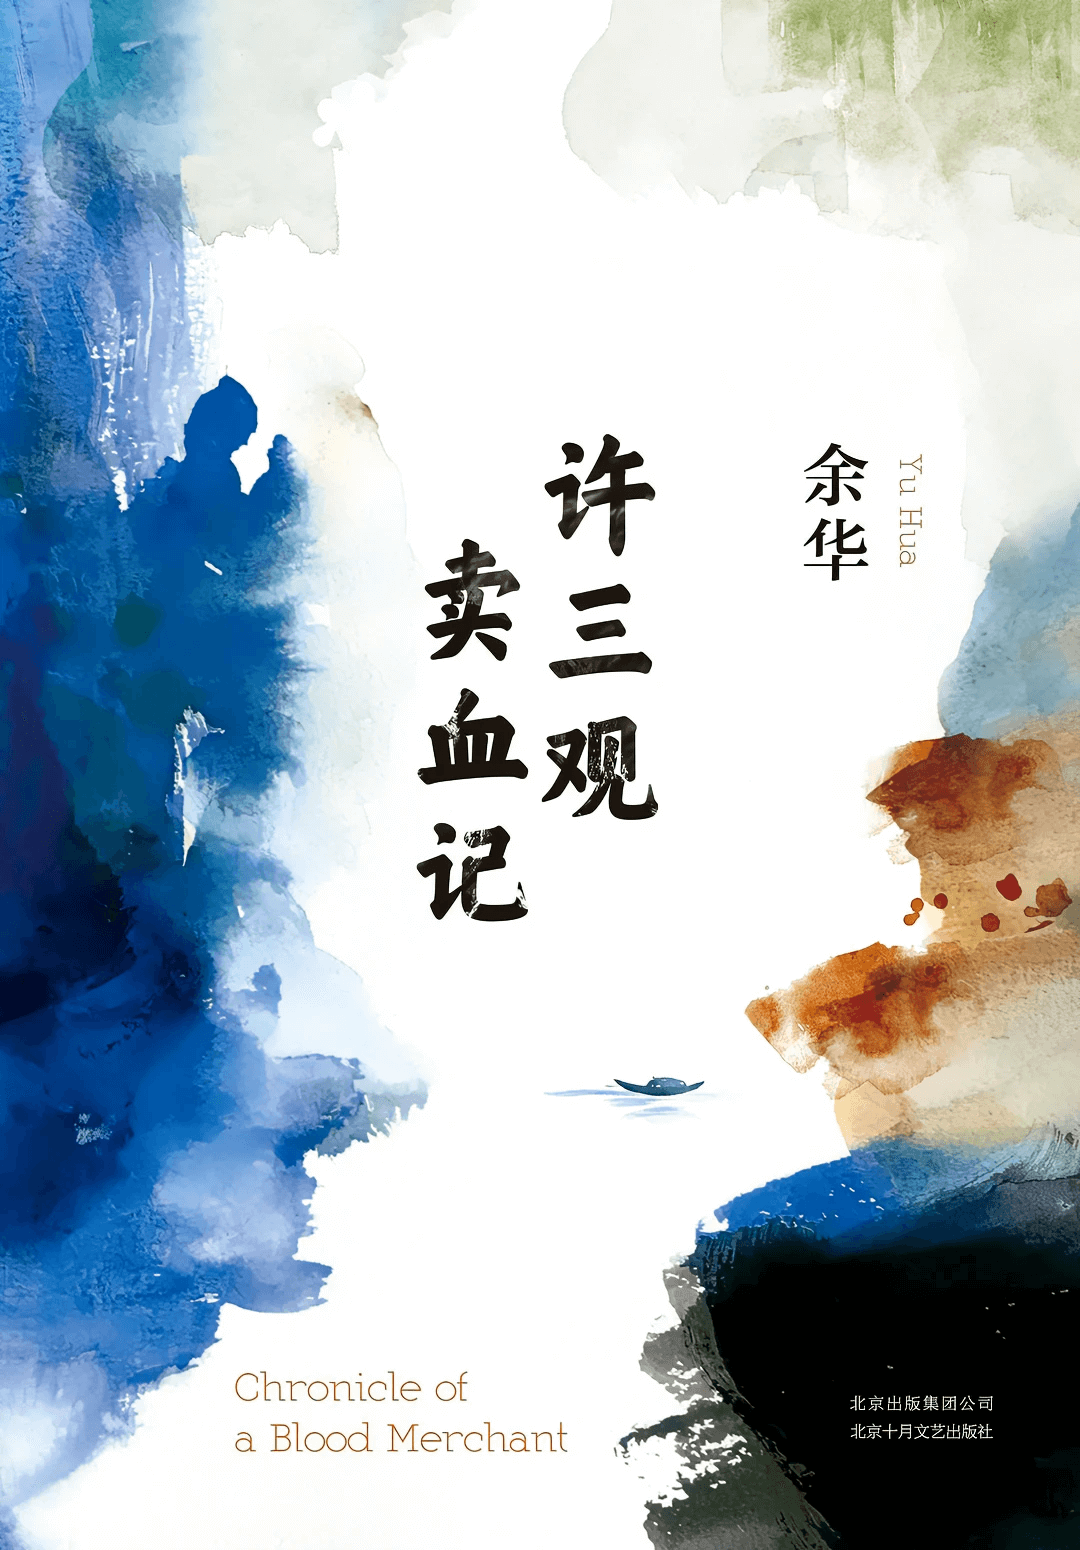 许三观
卖血记
余华
Yu Hua
Chronicle of
a Blood Merchant
北京出版集团公司
北京十月文艺出版社